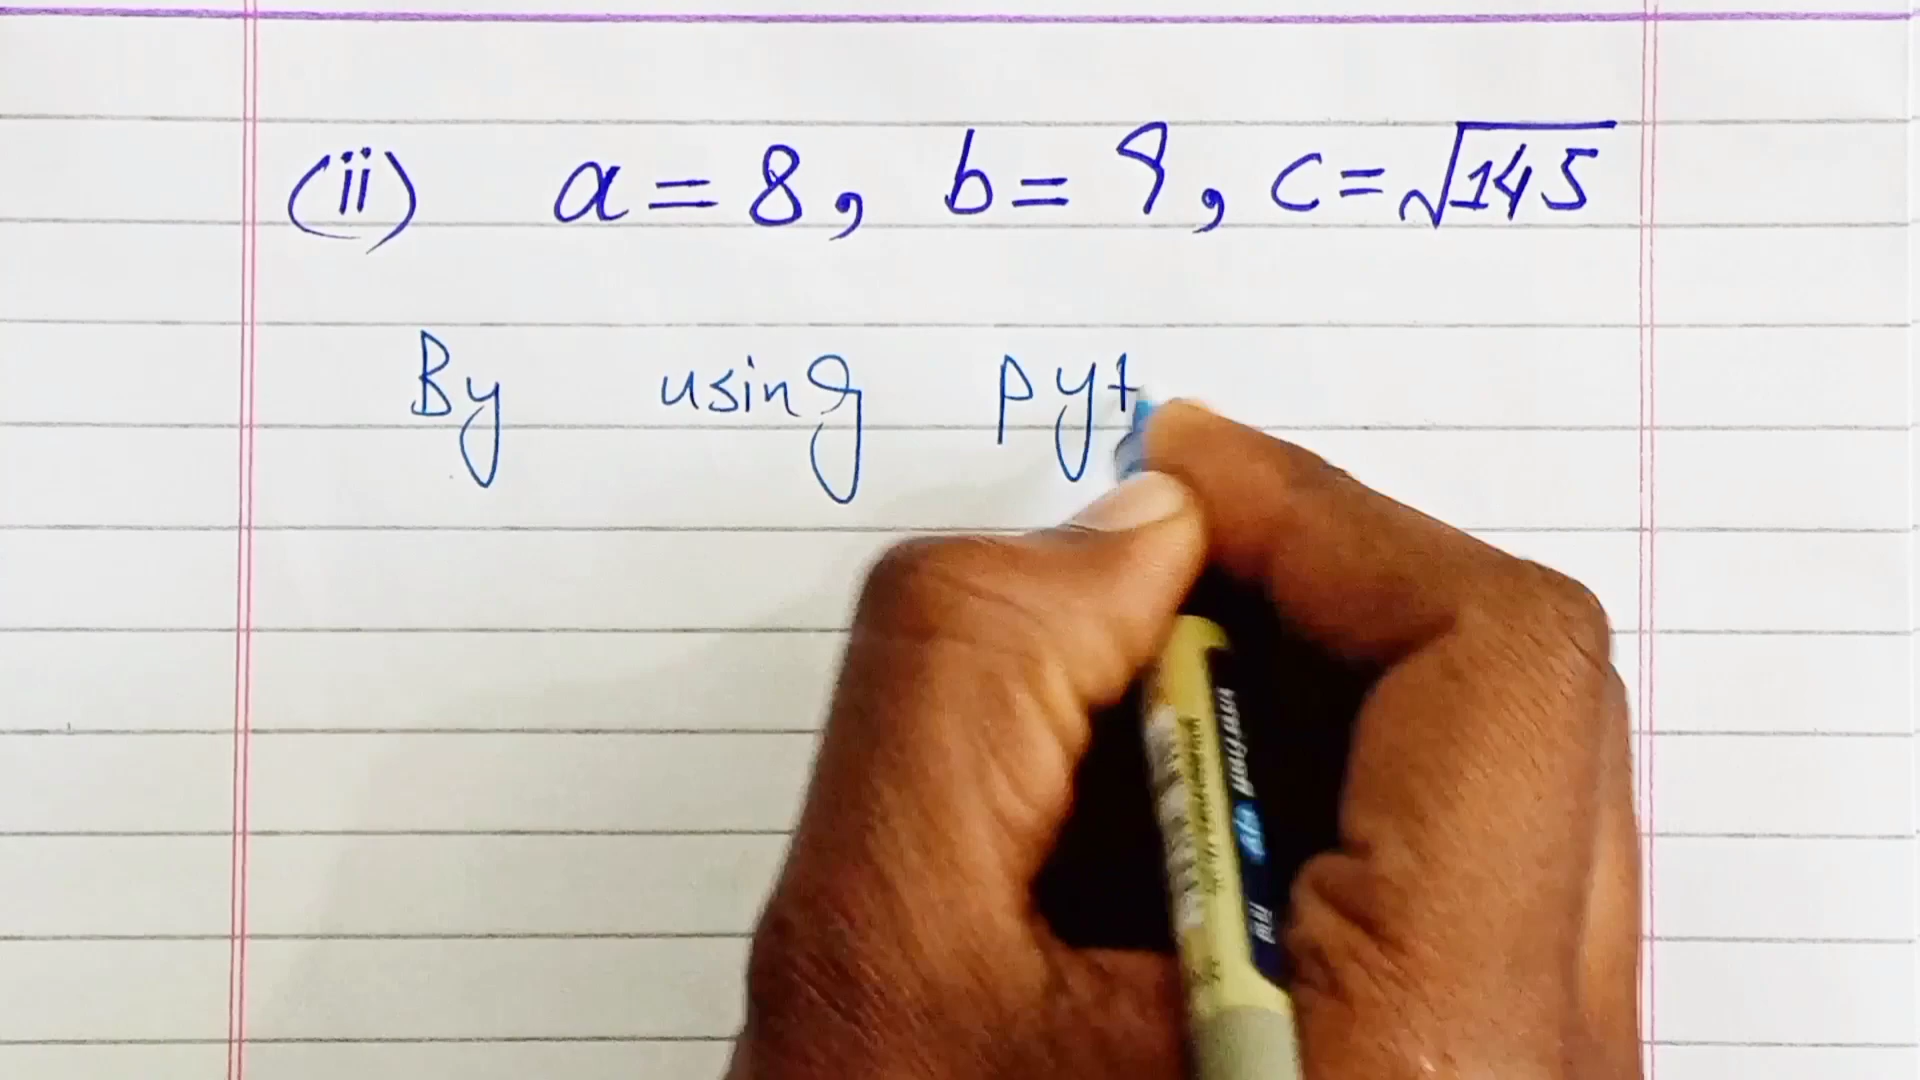 (ii) a = 8, b = 9, c = √145
By using pyt